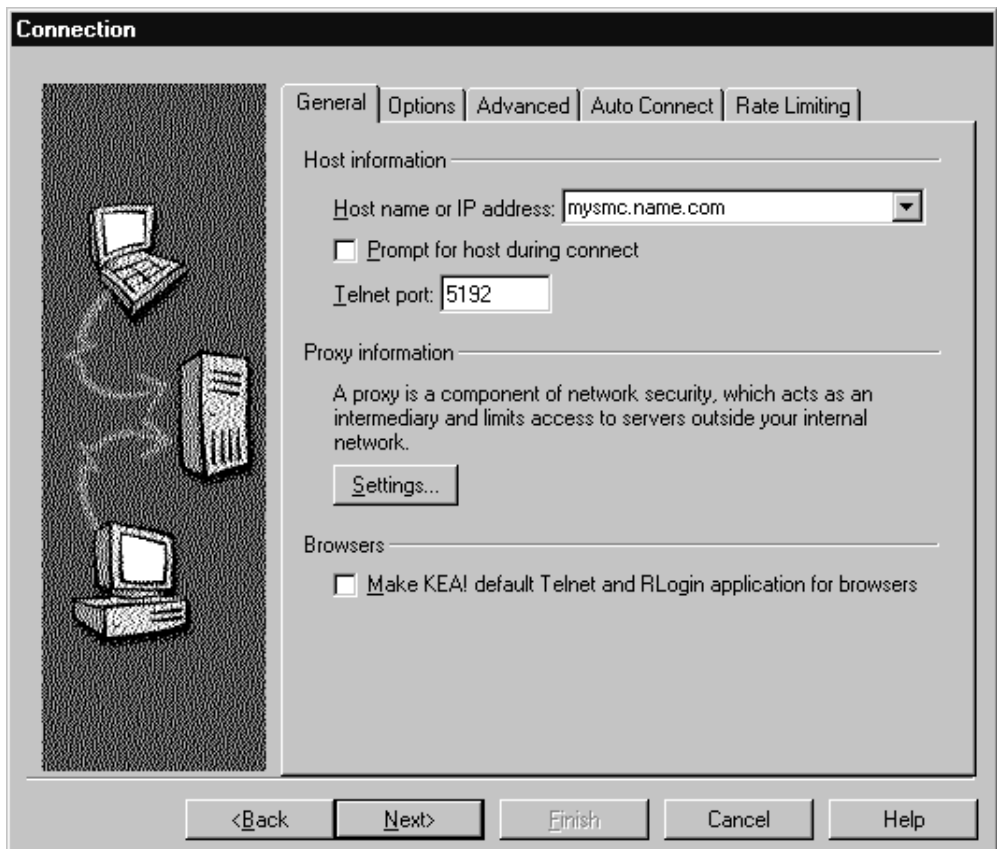 Connection
General Options Advanced Auto Connect Rate Limiting
Host information
Host name or IP address: mysmc.name.com
Prompt for host during connect
Telnet port: 5192
Proxy information
A proxy is a component of network security, which acts as an
intermediary and limits access to servers outside your internal
network.
Settings...
Browsers
Make KEA! default Telnet and RLogin application for browsers
<Back Next> Finish Cancel Help